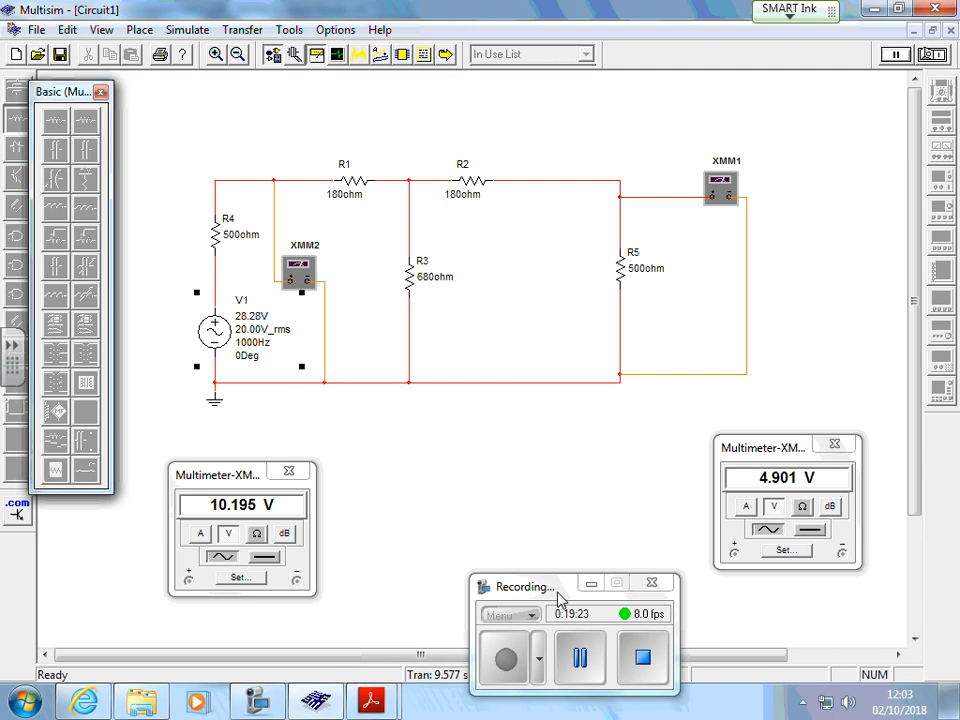 Multisim - [Circuit1]
SMART Ink
File Edit View Place Simulate Transfer Tools Options Help
In Use List
Basic (Mu...
.com
R1
180ohm
R2
180ohm
XMM1
R4
500ohm
XMM2
R3
680ohm
R5
500ohm
V1
28.28V
20.00V_rms
1000Hz
0Deg
Multimeter-XM...
10.195 V
A V Ω dB
+ −
Set...
Multimeter-XM...
4.901 V
A V Ω dB
+ −
Set...
Recording...
Menu 0:19:23 8.0 fps
Ready Tran: 9.577 s NUM
12:03
02/10/2018